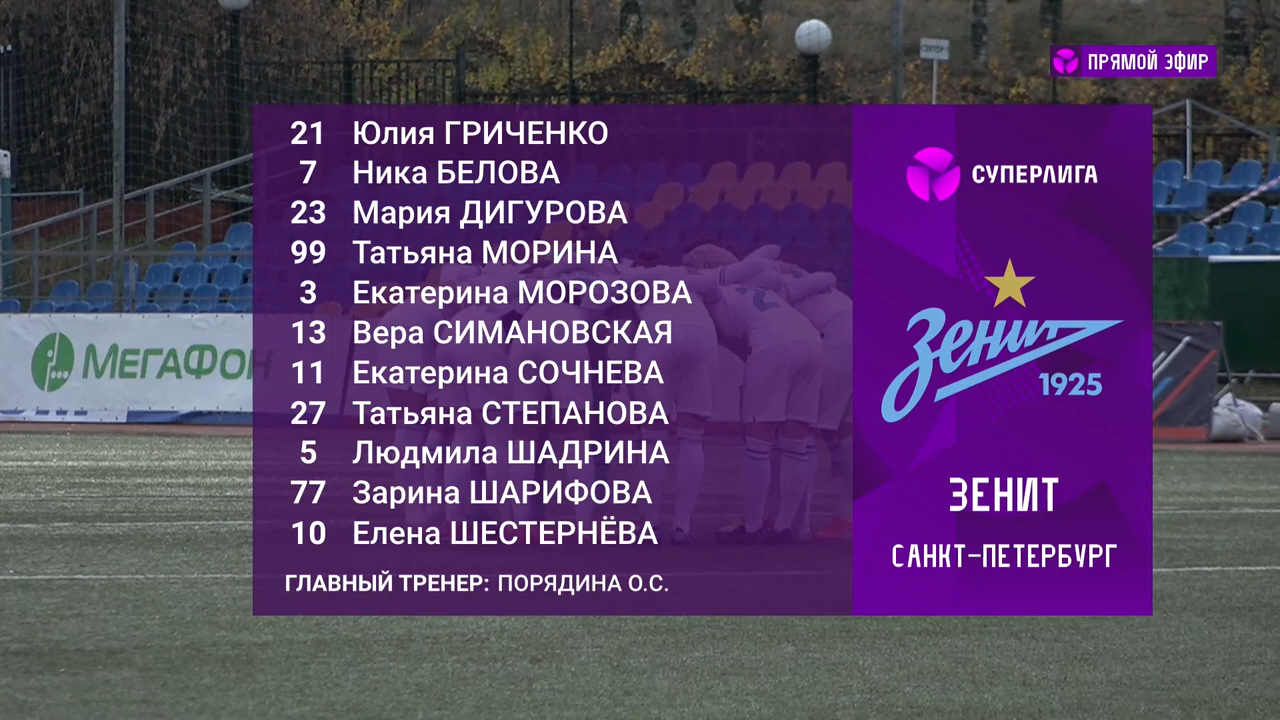 СЕКТОР
ПРЯМОЙ ЭФИР
21 Юлия ГРИЧЕНКО
7 Ника БЕЛОВА
23 Мария ДИГУРОВА
99 Татьяна МОРИНА
3 Екатерина МОРОЗОВА
13 Вера СИМАНОВСКАЯ
11 Екатерина СОЧНЕВА
27 Татьяна СТЕПАНОВА
5 Людмила ШАДРИНА
77 Зарина ШАРИФОВА
10 Елена ШЕСТЕРНЁВА
ГЛАВНЫЙ ТРЕНЕР: ПОРЯДИНА О.С.
СУПЕРЛИГА
Зенит
1925
ЗЕНИТ
САНКТ-ПЕТЕРБУРГ
МЕГАФОН